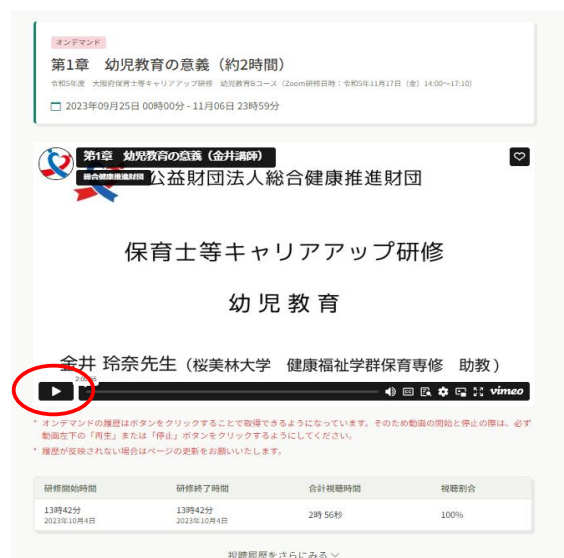 オンデマンド
第1章　幼児教育の意義（約2時間）
令和5年度　大阪府保育士等キャリアアップ研修　幼児教育Bコース（Zoom研修日時：令和5年11月17日（金）14:00～17:10）
2023年09月25日 00時00分 - 11月06日 23時59分
第1章　幼児教育の意義（金井講師）
総合健康推進財団
公益財団法人総合健康推進財団
保育士等キャリアアップ研修
幼児教育
金井 玲奈先生（桜美林大学　健康福祉学群保育専修　助教）
2:00:56
vimeo
* オンデマンドの履歴はボタンをクリックすることで取得できるようになっています。そのため動画の開始と停止の際は、必ず
動画左下の「再生」または「停止」ボタンをクリックするようにしてください。
* 履歴が反映されない場合はページの更新をお願いいたします。
研修開始時間　研修終了時間　合計視聴時間　視聴割合
13時42分　13時42分　2時 56秒　100%
2023年10月4日　2023年10月4日
視聴履歴をさらにみる